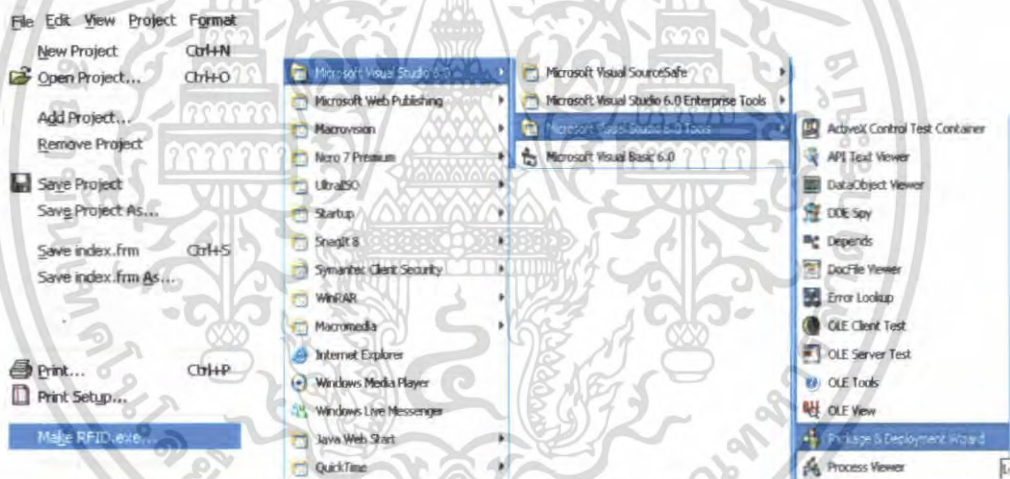 File Edit View Project Format
New Project Ctrl+N
Open Project... Ctrl+O
Add Project...
Remove Project
Save Project
Save Project As...
Save index.frm Ctrl+S
Save index.frm As...
Print... Ctrl+P
Print Setup...
Make RFID.exe...
Microsoft Visual Studio 6.0
Microsoft Web Publishing
Macrovision
Nero 7 Premium
UltraISO
Startup
SnagIt 8
Symantec Client Security
WinRAR
Macromedia
Internet Explorer
Windows Media Player
Windows Live Messenger
Java Web Start
QuickTime
Microsoft Visual SourceSafe
Microsoft Visual Studio 6.0 Enterprise Tools
Microsoft Visual Studio 6.0 Tools
Microsoft Visual Basic 6.0
ActiveX Control Test Container
API Text Viewer
DataObject Viewer
DDE Spy
Depends
DocFile Viewer
Error Lookup
OLE Client Test
OLE Server Test
OLE Tools
OLE View
Package & Deployment Wizard
Process Viewer